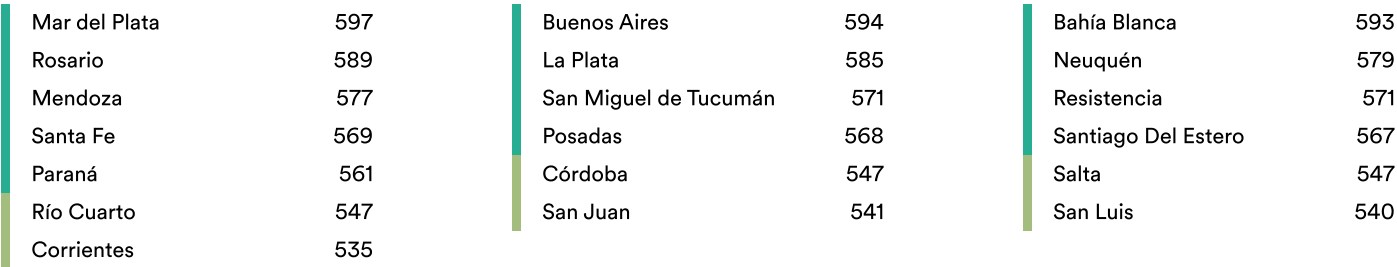 Mar del Plata 597 Buenos Aires 594 Bahía Blanca 593
Rosario 589 La Plata 585 Neuquén 579
Mendoza 577 San Miguel de Tucumán 571 Resistencia 571
Santa Fe 569 Posadas 568 Santiago Del Estero 567
Paraná 561 Córdoba 547 Salta 547
Río Cuarto 547 San Juan 541 San Luis 540
Corrientes 535